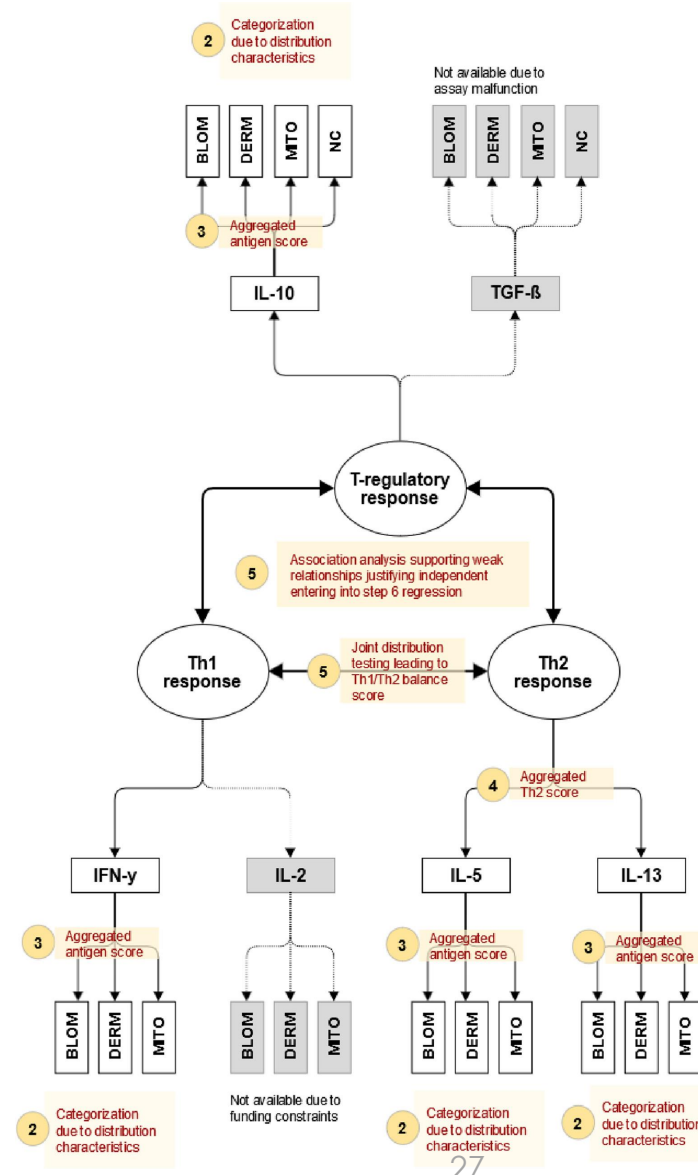 2
Categorization
due to distribution
characteristics
Not available due to
assay malfunction
BLOM
DERM
MITO
NC
BLOM
DERM
MITO
NC
3
Aggregated
antigen score
IL-10
TGF-ß
T-regulatory
response
5
Association analysis supporting weak
relationships justifying independent
entering into step 6 regression
Th1
response
5
Joint distribution
testing leading to
Th1/Th2 balance
score
Th2
response
4
Aggregated
Th2 score
IFN-y
IL-2
IL-5
IL-13
3
Aggregated
antigen score
3
Aggregated
antigen score
3
Aggregated
antigen score
BLOM
DERM
MITO
BLOM
DERM
MITO
BLOM
DERM
MITO
BLOM
DERM
MITO
2
Categorization
due to distribution
characteristics
Not available due to
funding constraints
2
Categorization
due to distribution
characteristics
2
Categorization
due to distribution
characteristics
27